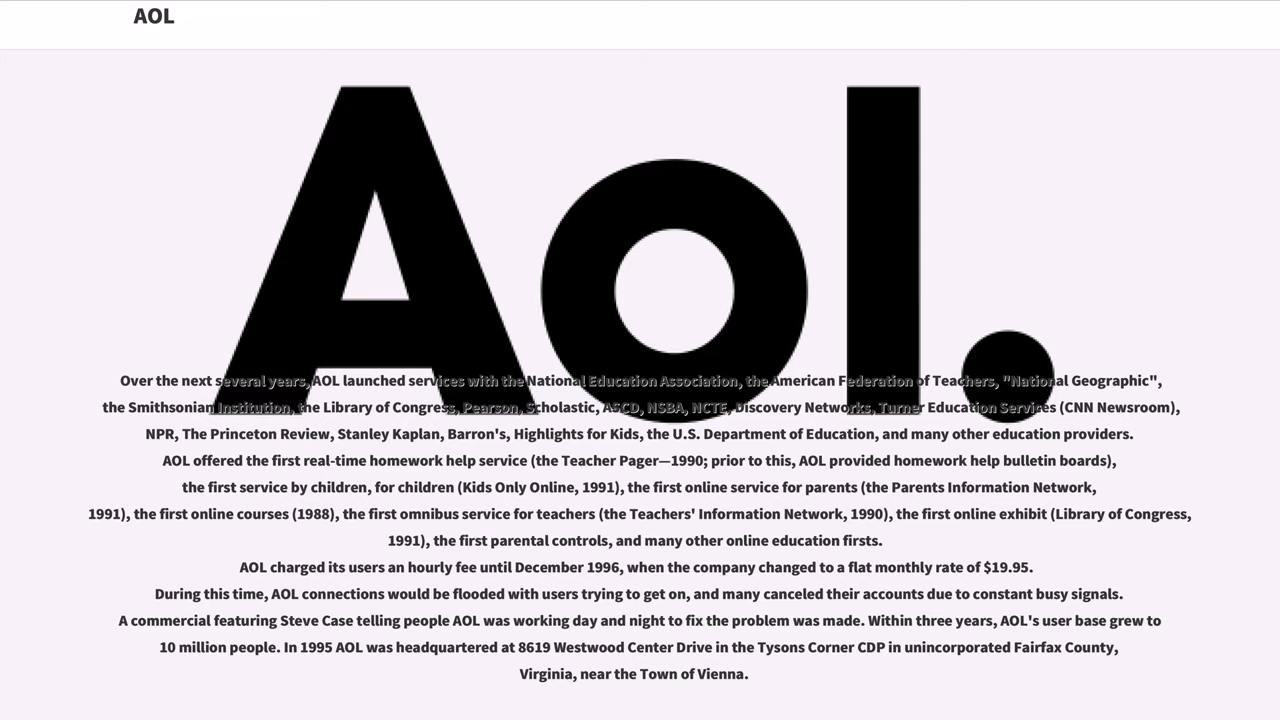 AOL
Aol.
Over the next several years, AOL launched services with the National Education Association, the American Federation of Teachers, "National Geographic",
the Smithsonian Institution, the Library of Congress, Pearson, Scholastic, ASCD, NSBA, NCTE, Discovery Networks, Turner Education Services (CNN Newsroom),
NPR, The Princeton Review, Stanley Kaplan, Barron's, Highlights for Kids, the U.S. Department of Education, and many other education providers.
AOL offered the first real-time homework help service (the Teacher Pager—1990; prior to this, AOL provided homework help bulletin boards),
the first service by children, for children (Kids Only Online, 1991), the first online service for parents (the Parents Information Network,
1991), the first online courses (1988), the first omnibus service for teachers (the Teachers' Information Network, 1990), the first online exhibit (Library of Congress,
1991), the first parental controls, and many other online education firsts.
AOL charged its users an hourly fee until December 1996, when the company changed to a flat monthly rate of $19.95.
During this time, AOL connections would be flooded with users trying to get on, and many canceled their accounts due to constant busy signals.
A commercial featuring Steve Case telling people AOL was working day and night to fix the problem was made. Within three years, AOL's user base grew to
10 million people. In 1995 AOL was headquartered at 8619 Westwood Center Drive in the Tysons Corner CDP in unincorporated Fairfax County,
Virginia, near the Town of Vienna.